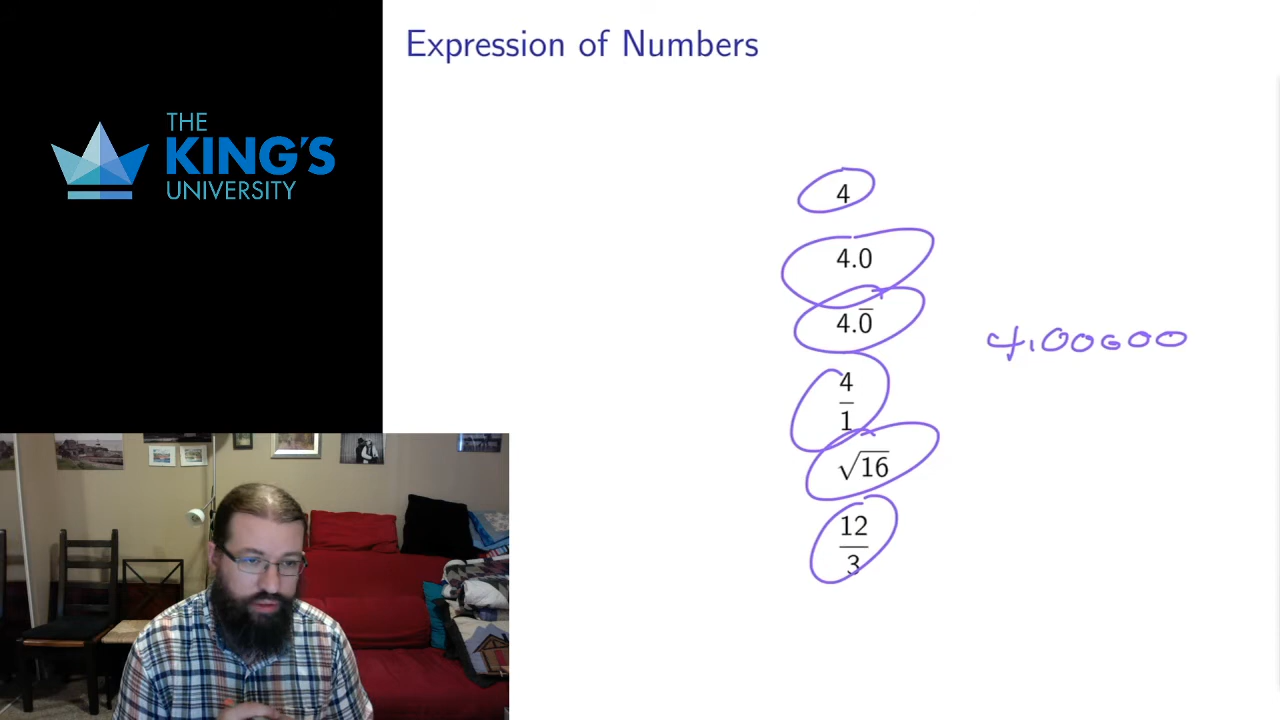 Expression of Numbers
THE
KING'S
UNIVERSITY
4
4.0
4.0̅
4.00000
4
1
√16
12
3